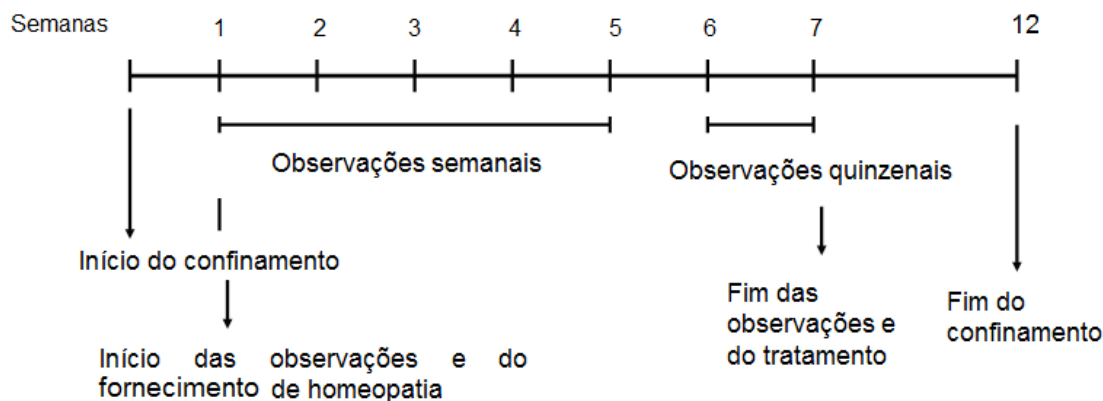 Semanas 1 2 3 4 5 6 7 12
Observações semanais
Observações quinzenais
Início do confinamento
Início das observações e do
fornecimento de homeopatia
Fim das
observações e
do tratamento
Fim do
confinamento